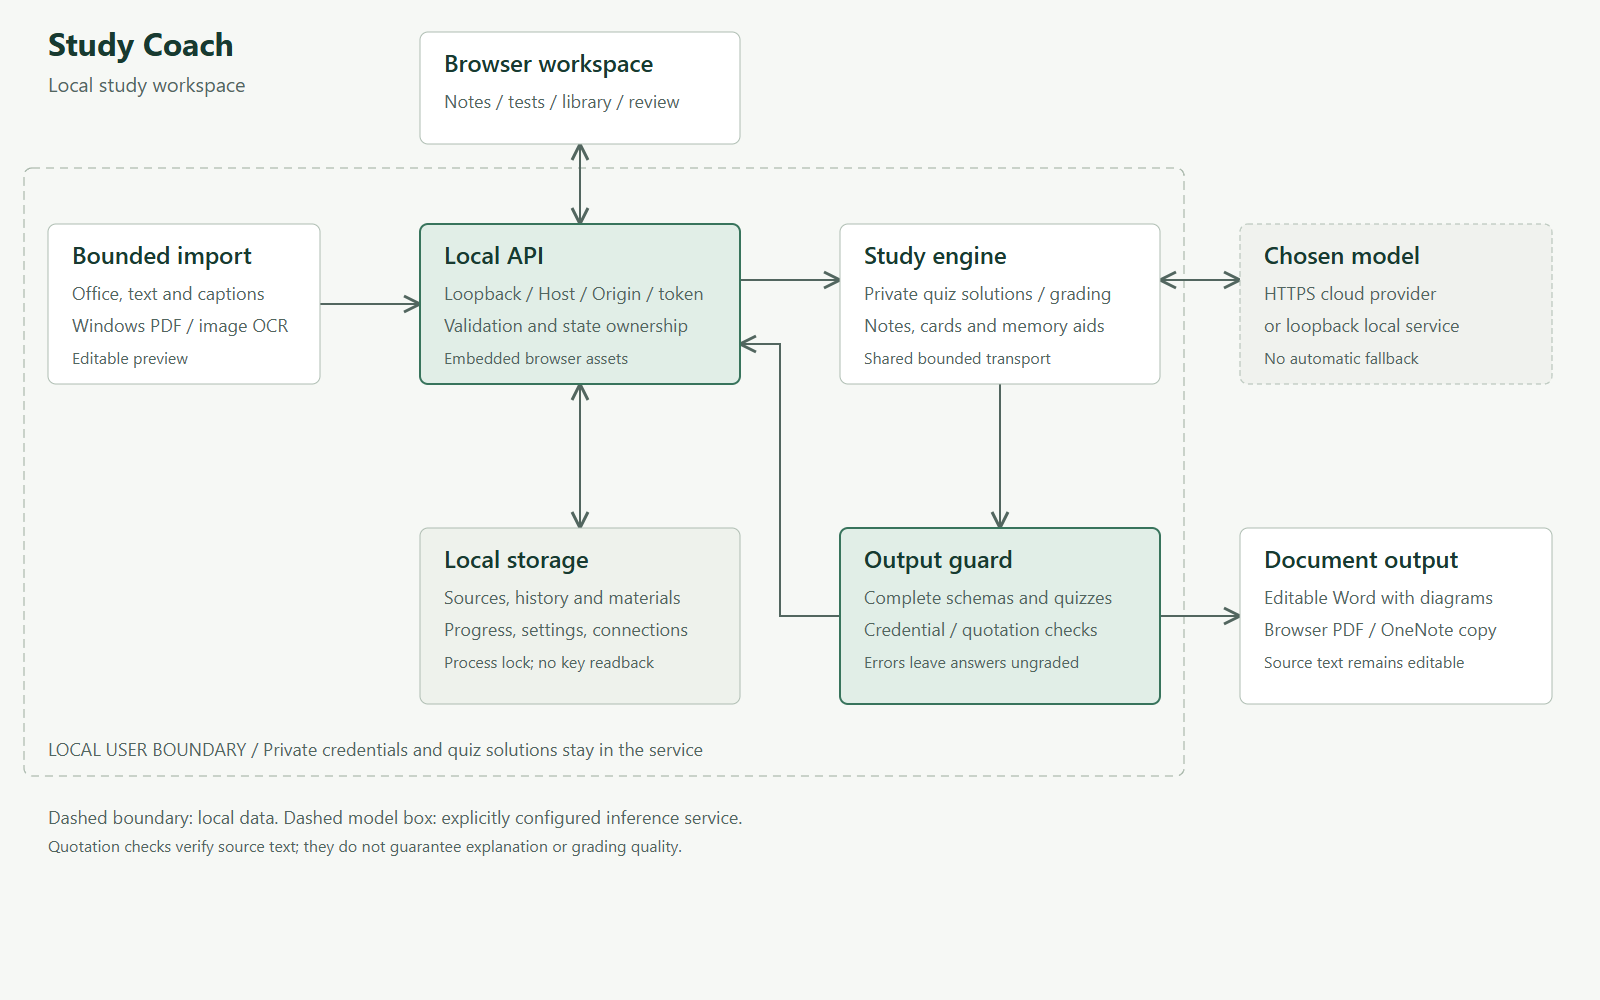 Study Coach
Local study workspace
Browser workspace
Notes / tests / library / review
Bounded import
Office, text and captions
Windows PDF / image OCR
Editable preview
Local API
Loopback / Host / Origin / token
Validation and state ownership
Embedded browser assets
Study engine
Private quiz solutions / grading
Notes, cards and memory aids
Shared bounded transport
Chosen model
HTTPS cloud provider
or loopback local service
No automatic fallback
Local storage
Sources, history and materials
Progress, settings, connections
Process lock; no key readback
Output guard
Complete schemas and quizzes
Credential / quotation checks
Errors leave answers ungraded
Document output
Editable Word with diagrams
Browser PDF / OneNote copy
Source text remains editable
LOCAL USER BOUNDARY / Private credentials and quiz solutions stay in the service
Dashed boundary: local data. Dashed model box: explicitly configured inference service.
Quotation checks verify source text; they do not guarantee explanation or grading quality.